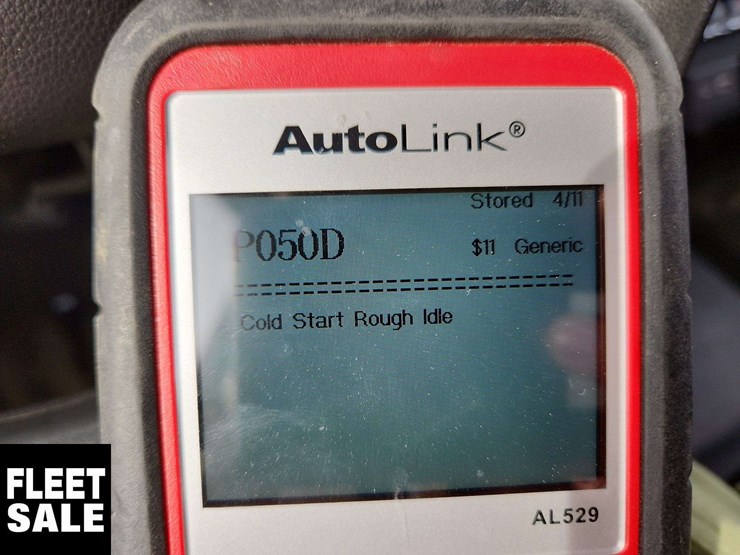 AutoLink®
Stored 4/11
P050D $11 Generic
================================
Cold Start Rough Idle
AL529
FLEET
SALE